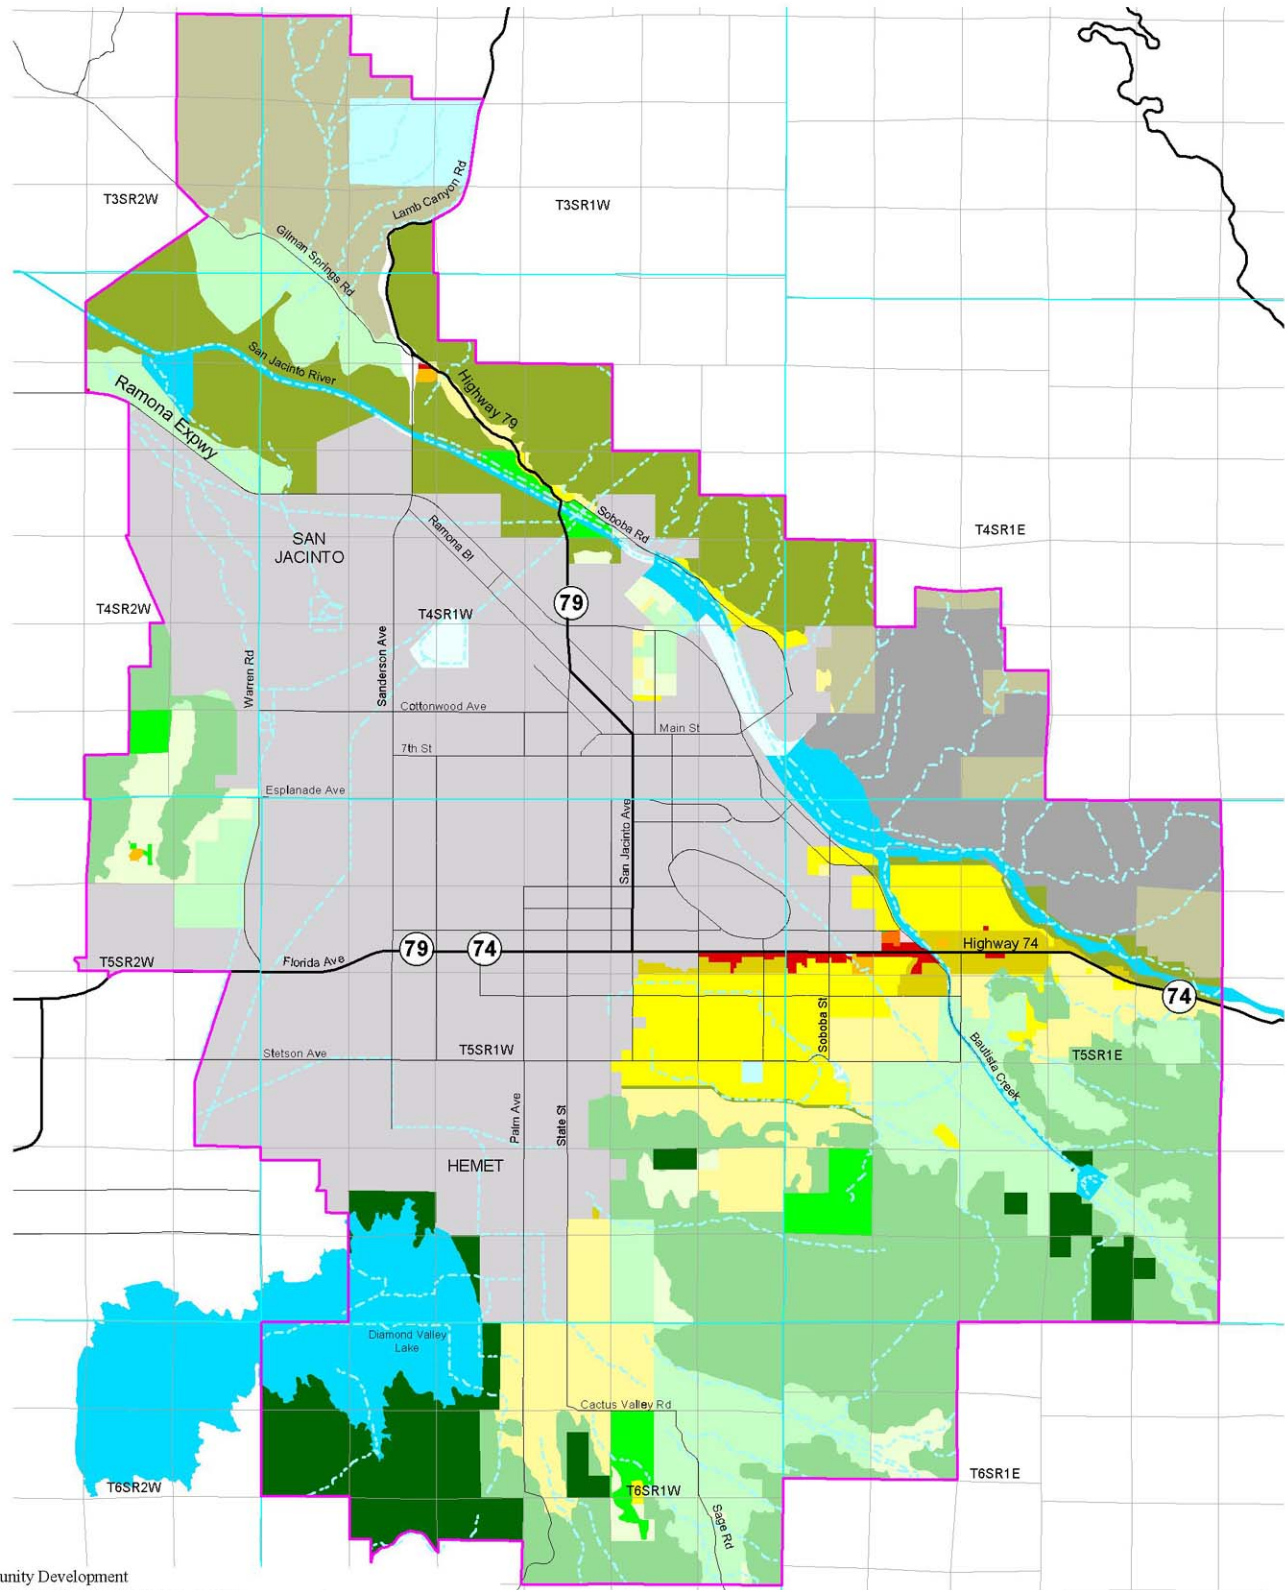 T3SR2W
T3SR1W
Lamb Canyon Rd
Gilman Springs Rd
San Jacinto River
Highway 79
Ramona Expwy
Soboba Rd
T4SR1E
Ramona Bl
SAN
JACINTO
79
T4SR2W
T4SR1W
Warren Rd
Sanderson Ave
Cottonwood Ave
Main St
7th St
Esplanade Ave
San Jacinto Ave
79
74
Highway 74
T5SR2W
Florida Ave
74
Soboba St
Stetson Ave
T5SR1W
T5SR1E
Bautista Creek
Palm Ave
State St
HEMET
Diamond Valley
Lake
Cactus Valley Rd
T6SR2W
T6SR1W
T6SR1E
Sage Rd
unity Development